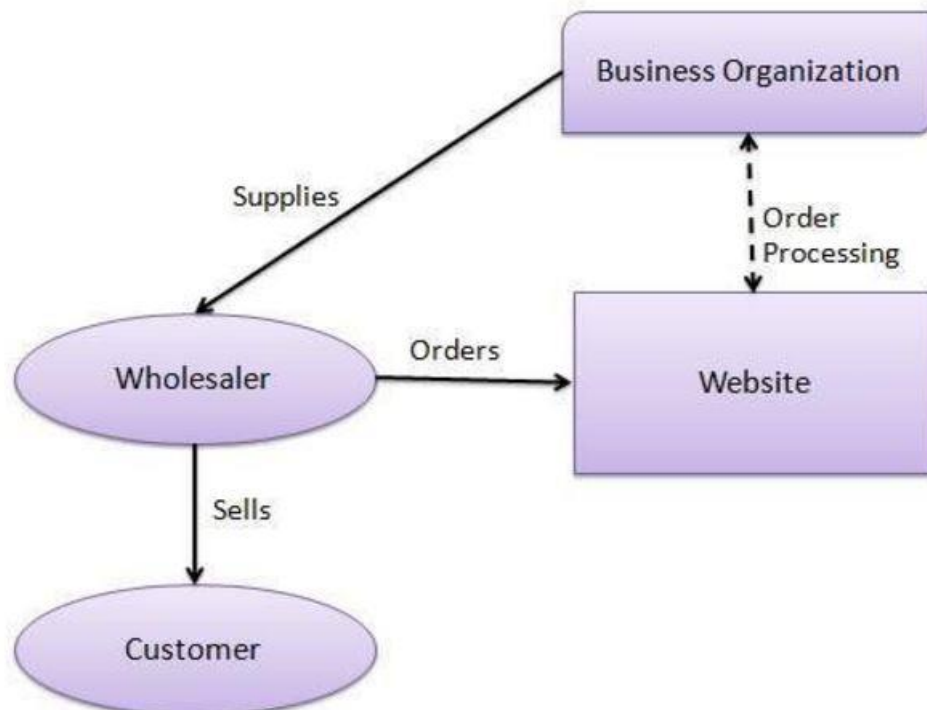 Business Organization
Supplies
Order
Processing
Orders
Wholesaler
Website
Sells
Customer